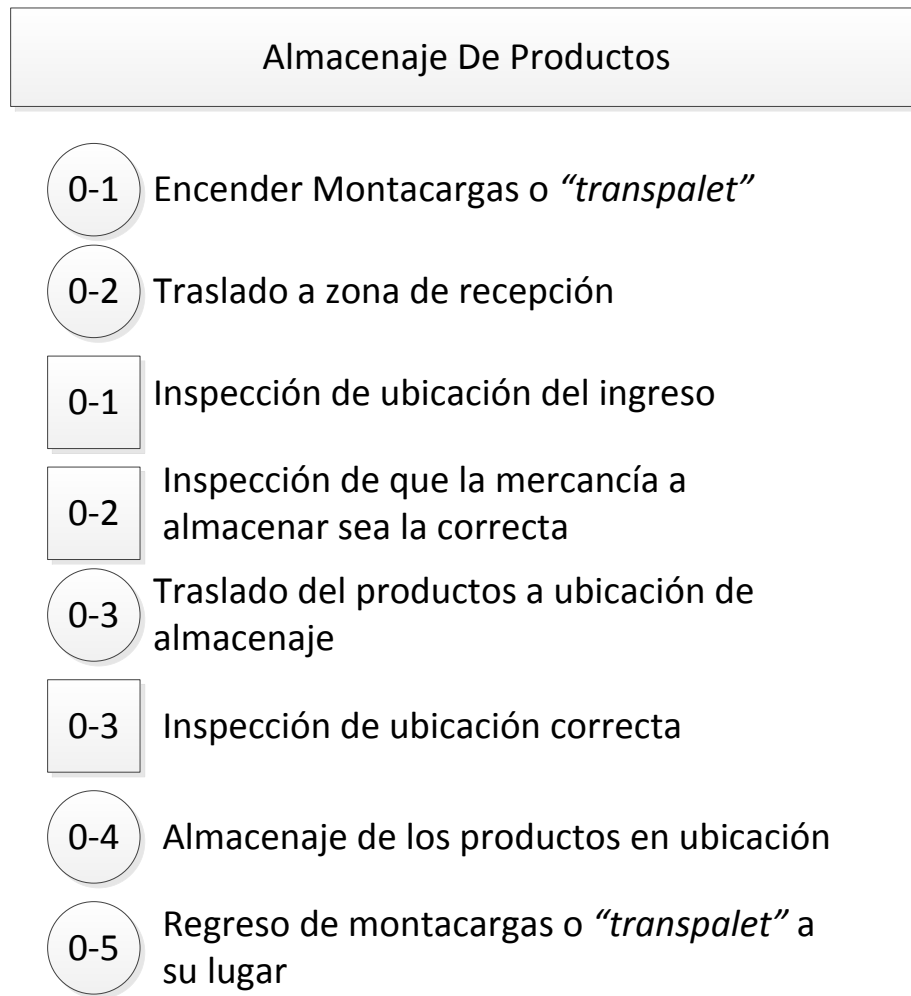 Almacenaje De Productos
0-1 Encender Montacargas o “transpalet”
0-2 Traslado a zona de recepción
0-1 Inspección de ubicación del ingreso
0-2 Inspección de que la mercancía a
almacenar sea la correcta
0-3 Traslado del productos a ubicación de
almacenaje
0-3 Inspección de ubicación correcta
0-4 Almacenaje de los productos en ubicación
0-5 Regreso de montacargas o “transpalet” a
su lugar